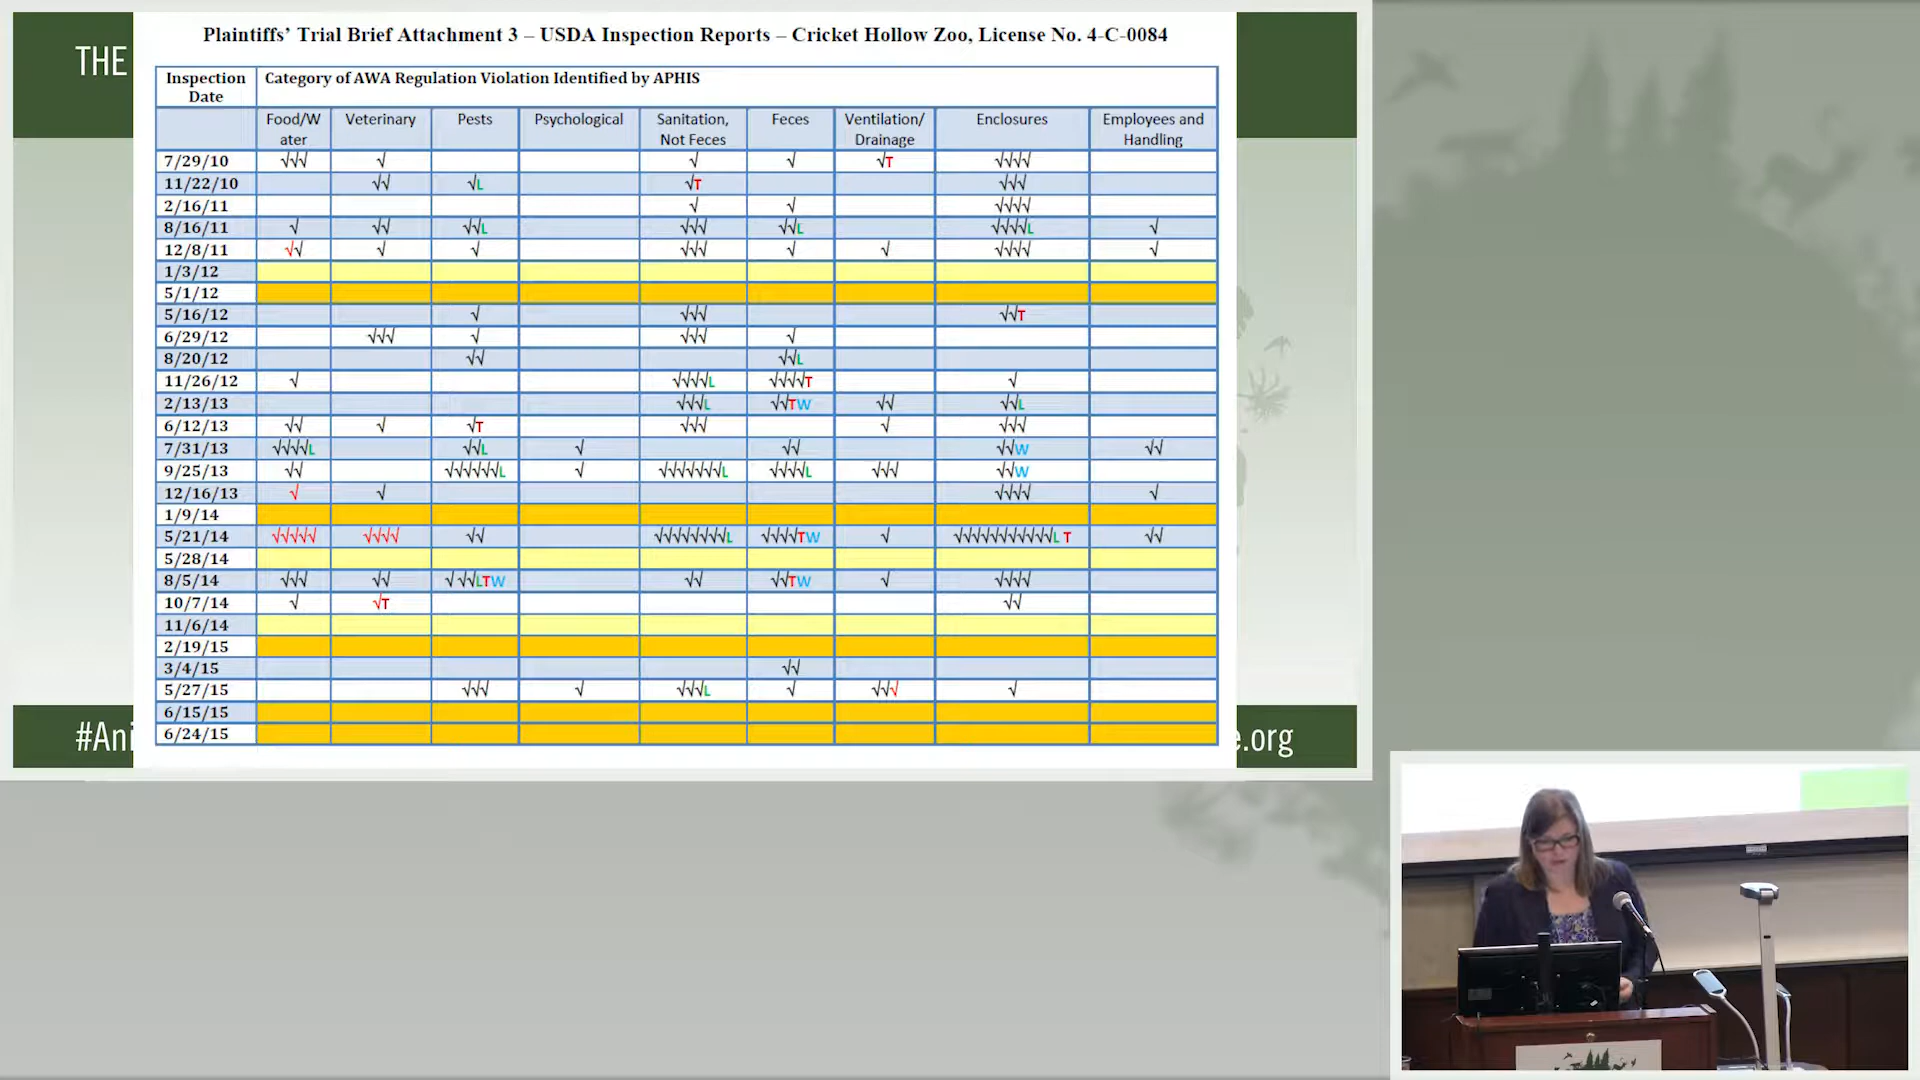 THE
Plaintiffs' Trial Brief Attachment 3 – USDA Inspection Reports – Cricket Hollow Zoo, License No. 4-C-0084
Inspection Date Category of AWA Regulation Violation Identified by APHIS
Food/Water Veterinary Pests Psychological Sanitation, Not Feces Feces Ventilation/Drainage Enclosures Employees and Handling
7/29/10 √√√ √ √ √ √T √√√√
11/22/10 √√ √L √T √√√
2/16/11 √ √ √√√√
8/16/11 √ √√ √√L √√√ √√L √√√√L √
12/8/11 √√ √ √ √√√ √ √ √√√√ √
1/3/12
5/1/12
5/16/12 √ √√√ √√T
6/29/12 √√√ √ √√√ √
8/20/12 √√ √√L
11/26/12 √ √√√√L √√√√T √
2/13/13 √√√L √√TW √√ √√L
6/12/13 √√ √ √T √√√ √ √√√
7/31/13 √√√√L √√L √ √√ √√W √√
9/25/13 √√ √√√√√√L √ √√√√√√√L √√√√L √√√ √√W
12/16/13 √ √ √√√√ √
1/9/14
5/21/14 √√√√√ √√√√ √√ √√√√√√√√L √√√√TW √ √√√√√√√√√√√L T √√
5/28/14
8/5/14 √√√ √√ √ √√LTW √√ √√TW √ √√√√
10/7/14 √ √T √√
11/6/14
2/19/15
3/4/15 √√
5/27/15 √√√ √ √√√L √ √√√ √
6/15/15
6/24/15
#Ani
e.org